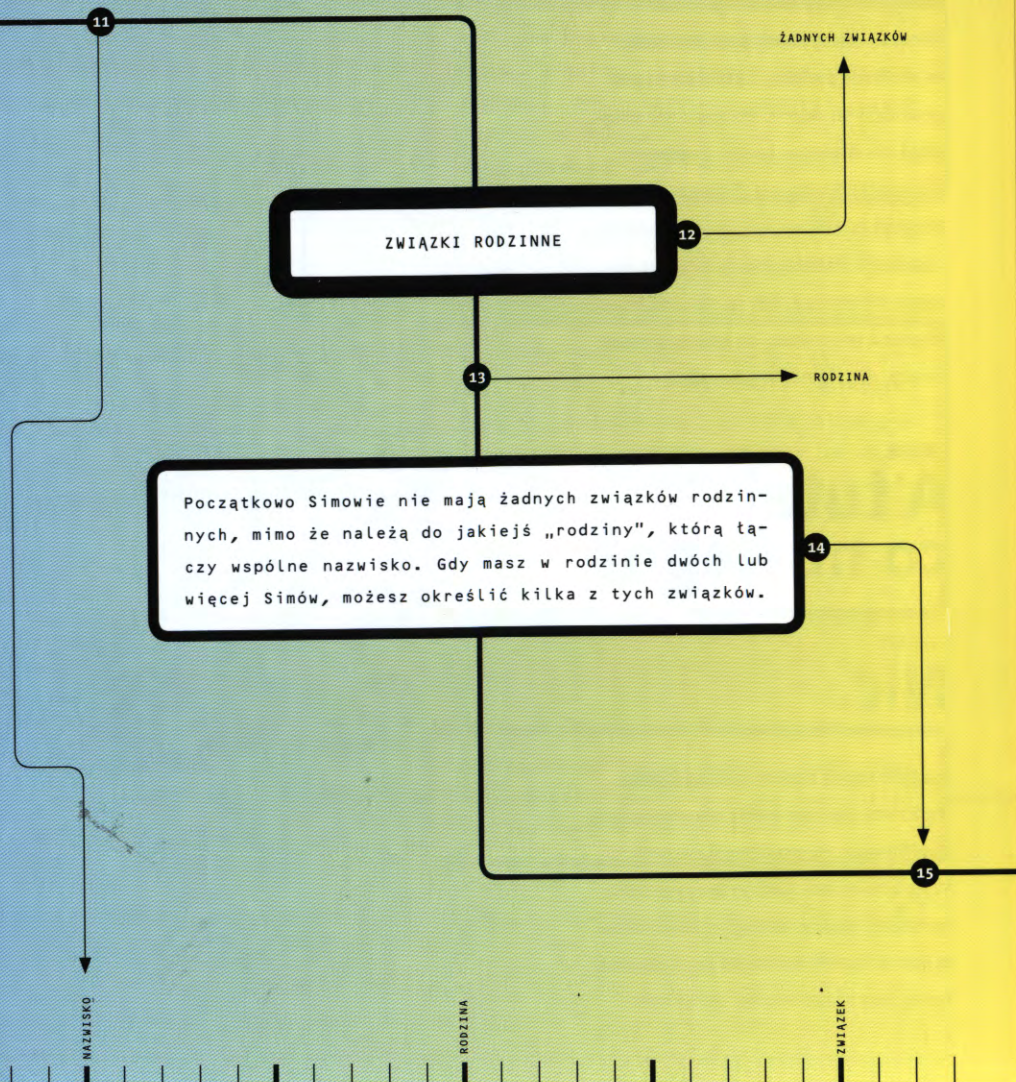 11
ŻADNYCH ZWIĄZKÓW
ZWIĄZKI RODZINNE
12
13
RODZINA
Początkowo Simowie nie mają żadnych związków rodzin-
nych, mimo że należą do jakiejś „rodziny", którą łą-
czy wspólne nazwisko. Gdy masz w rodzinie dwóch lub
więcej Simów, możesz określić kilka z tych związków.
14
15
NAZWISKO
RODZINA
ZWIĄZEK